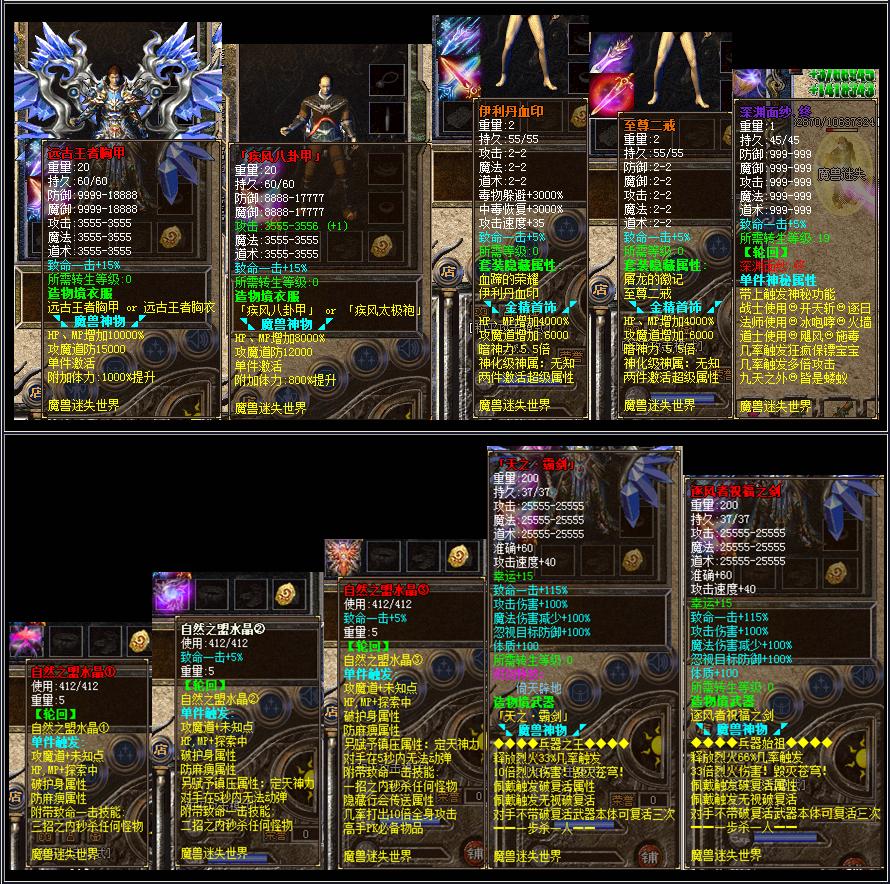 远古王者胸甲
重量:20
持久:60/60
防御:9999-18888
魔御:9999-18888
攻击:3555-3555
魔法:3555-3555
道术:3555-3555
致命一击+15%
所需转生等级:0
造物境衣服
远古王者胸甲 or 远古王者胸衣
魔兽神物
HP、MP增加10000%
攻魔道防15000
单件激活
附加体力:1000%提升
魔兽迷失世界
「疾风八卦甲」
重量:20
持久:60/60
防御:8888-17777
魔御:8888-17777
攻击:3555-3556 (+1)
魔法:3555-3555
道术:3555-3555
致命一击+15%
所需转生等级:0
造物境衣服
「疾风八卦甲」 or 「疾风太极袍」
魔兽神物
HP、MP增加8000%
攻魔道防12000
单件激活
附加体力:800%提升
魔兽迷失世界
伊利丹血印
重量:2
持久:55/55
攻击:2-2
魔法:2-2
道术:2-2
毒物躲避+3000%
中毒恢复+3000%
攻击速度+35
致命一击+5%
所需等级:0
套装隐藏属性:
血蹄的荣耀
伊利丹血印
金精首饰
HP、MP增加4000%
攻魔道增加:6000
暗神力:5.5倍
神化级神属: 无知
两件激活超级属性
魔兽迷失世界
至尊二戒
重量:2
持久:55/55
防御:2-2
魔御:2-2
攻击:2-2
魔法:2-2
道术:2-2
致命一击+5%
所需等级:0
套装隐藏属性:
屠龙的徽记
至尊二戒
金精首饰
HP、MP增加4000%
攻魔道增加:6000
暗神力:5.5倍
神化级神属: 无知
两件激活超级属性
魔兽迷失世界
深渊面纱.终
重量:1
持久:45/45
防御:999-999
魔御:999-999
攻击:999-999
魔法:999-999
道术:999-999
致命一击+5%
所需转生等级:19
【轮回】
单件神秘属性
带上触发神秘功能
战士使用☺开天斩☺逐日
法师使用☺冰咆哮☺火墙
道士使用☺飓风☺施毒
几率触发狂疯保镖宝宝
几率触发多倍攻击
九天之外☺皆是蝼蚁
魔兽迷失世界
魔兽迷失
店
店
自然之盟水晶①
使用:412/412
重量:5
【轮回】
自然之盟水晶①
单件触发
攻魔道+未知点
HP,MP+探索中
破护身属性
防麻痹属性
附带致命一击技能:
三招之内秒杀任何怪物
魔兽迷失世界
店
自然之盟水晶②
使用:412/412
致命一击+5%
重量:5
【轮回】
自然之盟水晶②
单件触发
攻魔道+未知点
HP,MP+探索中
破护身属性
防麻痹属性
另赋予镇压属性: 定天神力
对手在5秒内无法动弹
附带致命一击技能:
二招之内秒杀任何怪物
魔兽迷失世界
店
自然之盟水晶③
使用:412/412
致命一击+5%
重量:5
【轮回】
自然之盟水晶③
单件触发
攻魔道+未知点
HP,MP+探索中
破护身属性
防麻痹属性
另赋予镇压属性: 定天神力
对手在5秒内无法动弹
附带致命一击技能:
一招之内秒杀任何怪物
隐藏行会传送属性
几率打出10倍全身攻击
高手PK必备物品
魔兽迷失世界
「天之·霸剑」
重量:200
持久:37/37
攻击:25555-25555
魔法:25555-25555
道术:25555-25555
准确+60
攻击速度+40
幸运+15
致命一击+115%
攻击伤害+100%
魔法伤害减少+100%
忽视目标防御+100%
体质+100
所需转生等级:0
倚天碎地
造物境武器
「天之·霸剑」
魔兽神物
◆◆◆◆兵器之王◆◆◆◆
释放烈火33%几率触发
10倍烈火伤害！毁灭苍穹！
佩戴触发破复活属性
佩戴触发无视破复活
对手不带破复活武器本体可复活三次
━━一步杀一人━━
魔兽迷失世界
铺
逐风者祝福之剑
重量:200
持久:37/37
攻击:25555-25555
魔法:25555-25555
道术:25555-25555
准确+60
攻击速度+40
幸运+15
致命一击+115%
攻击伤害+100%
魔法伤害减少+100%
忽视目标防御+100%
体质+100
所需转生等级:0
造物境武器
逐风者祝福之剑
魔兽神物
◆◆◆◆兵器始祖◆◆◆◆
释放烈火66%几率触发
33倍烈火伤害！毁灭苍穹！
佩戴触发破复活属性
佩戴触发无视破复活
对手不带破复活武器本体可复活三次
━━一步杀一人━━
魔兽迷失世界
铺